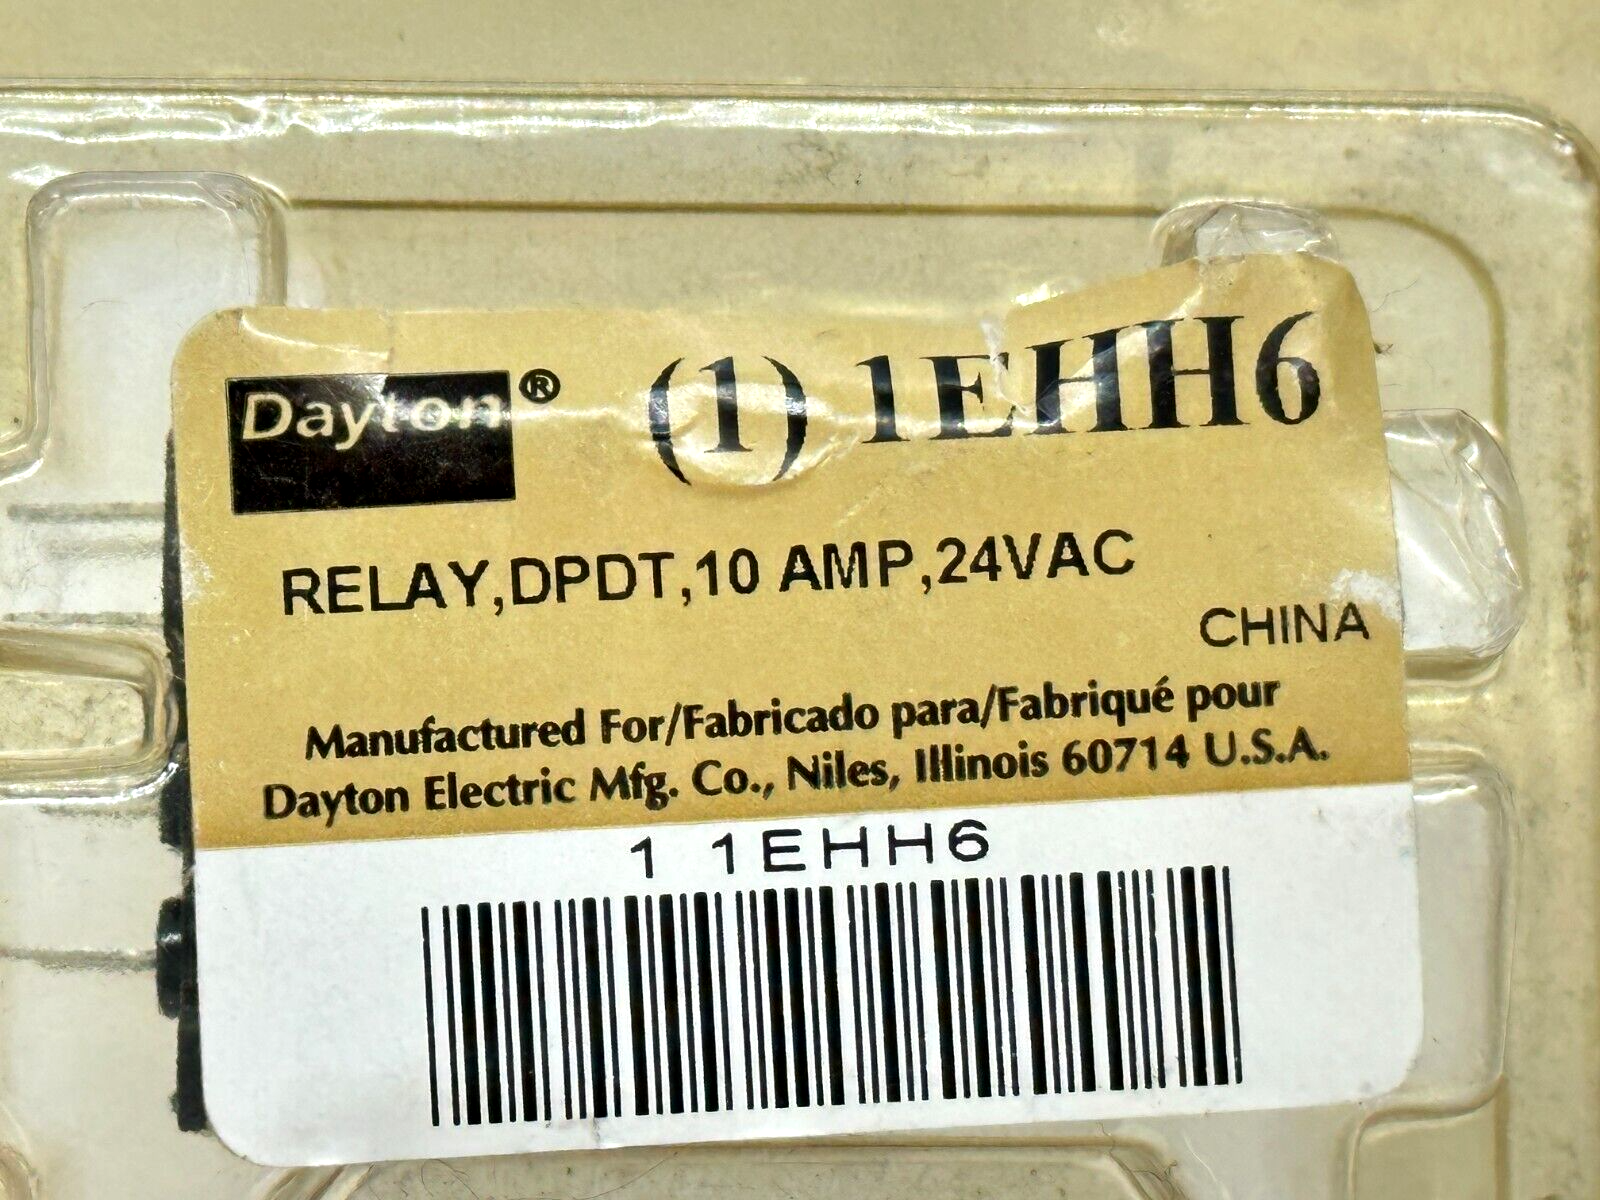 Dayton® (1) 1EHH6
RELAY,DPDT,10 AMP,24VAC
CHINA
Manufactured For/Fabricado para/Fabriqué pour
Dayton Electric Mfg. Co., Niles, Illinois 60714 U.S.A.
1 1EHH6